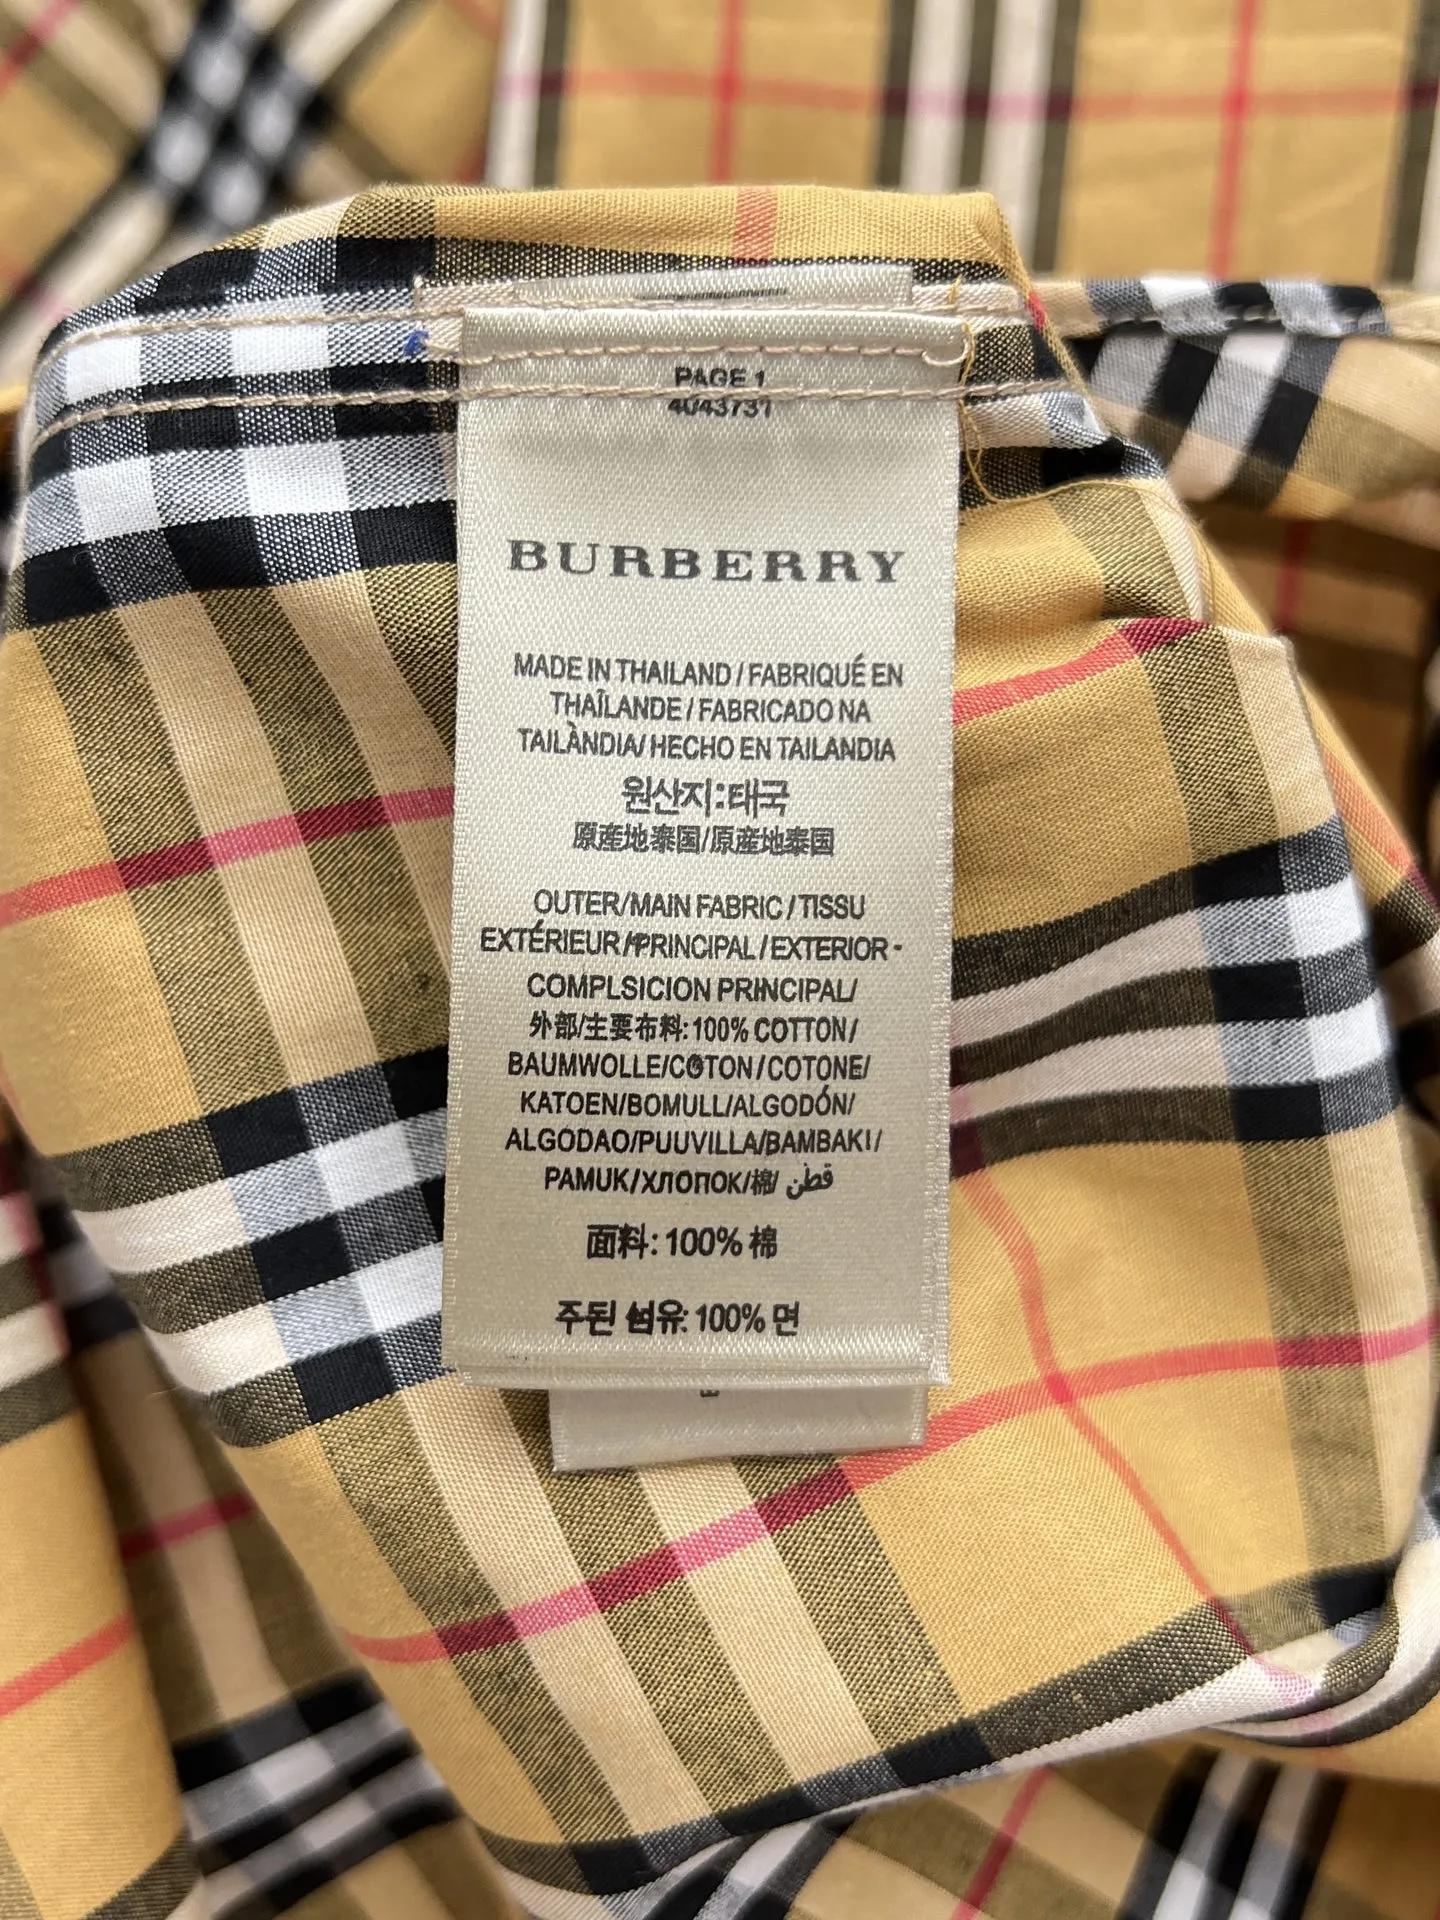 PAGE 1
4043731
BURBERRY
MADE IN THAILAND / FABRIQUÉ EN
THAÏLANDE / FABRICADO NA
TAILÀNDIA/ HECHO EN TAILANDIA
원산지:태국
原産地泰国/原産地泰国
OUTER/MAIN FABRIC / TISSU
EXTÉRIEUR/PRINCIPAL / EXTERIOR -
COMPLSICION PRINCIPAL/
外部/主要布料: 100% COTTON/
BAUMWOLLE/COTON / COTONE/
KATOEN/BOMULL/ALGODÓN/
ALGODAO/PUUVILLA/BAMBAKI/
PAMUK/ХЛОПОК/棉/ قطن
面料: 100% 棉
주된 섬유: 100% 면